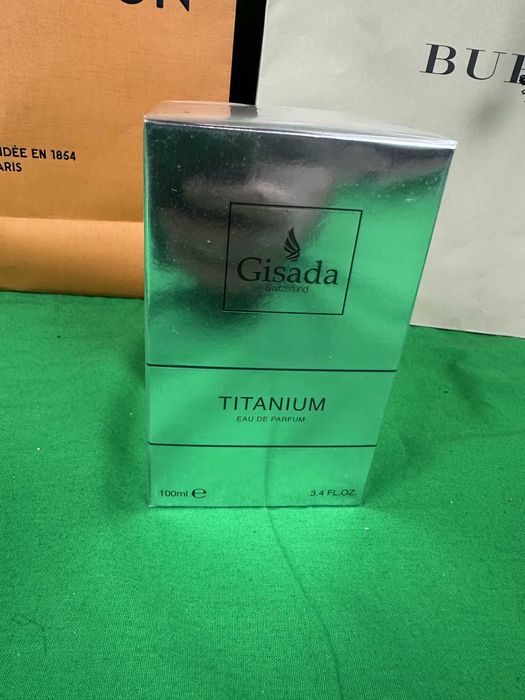 ON
DÉE EN 1854
ARIS
BU
Gisada
Switzerland
TITANIUM
EAU DE PARFUM
100ml ℮ 3.4 FL.OZ.